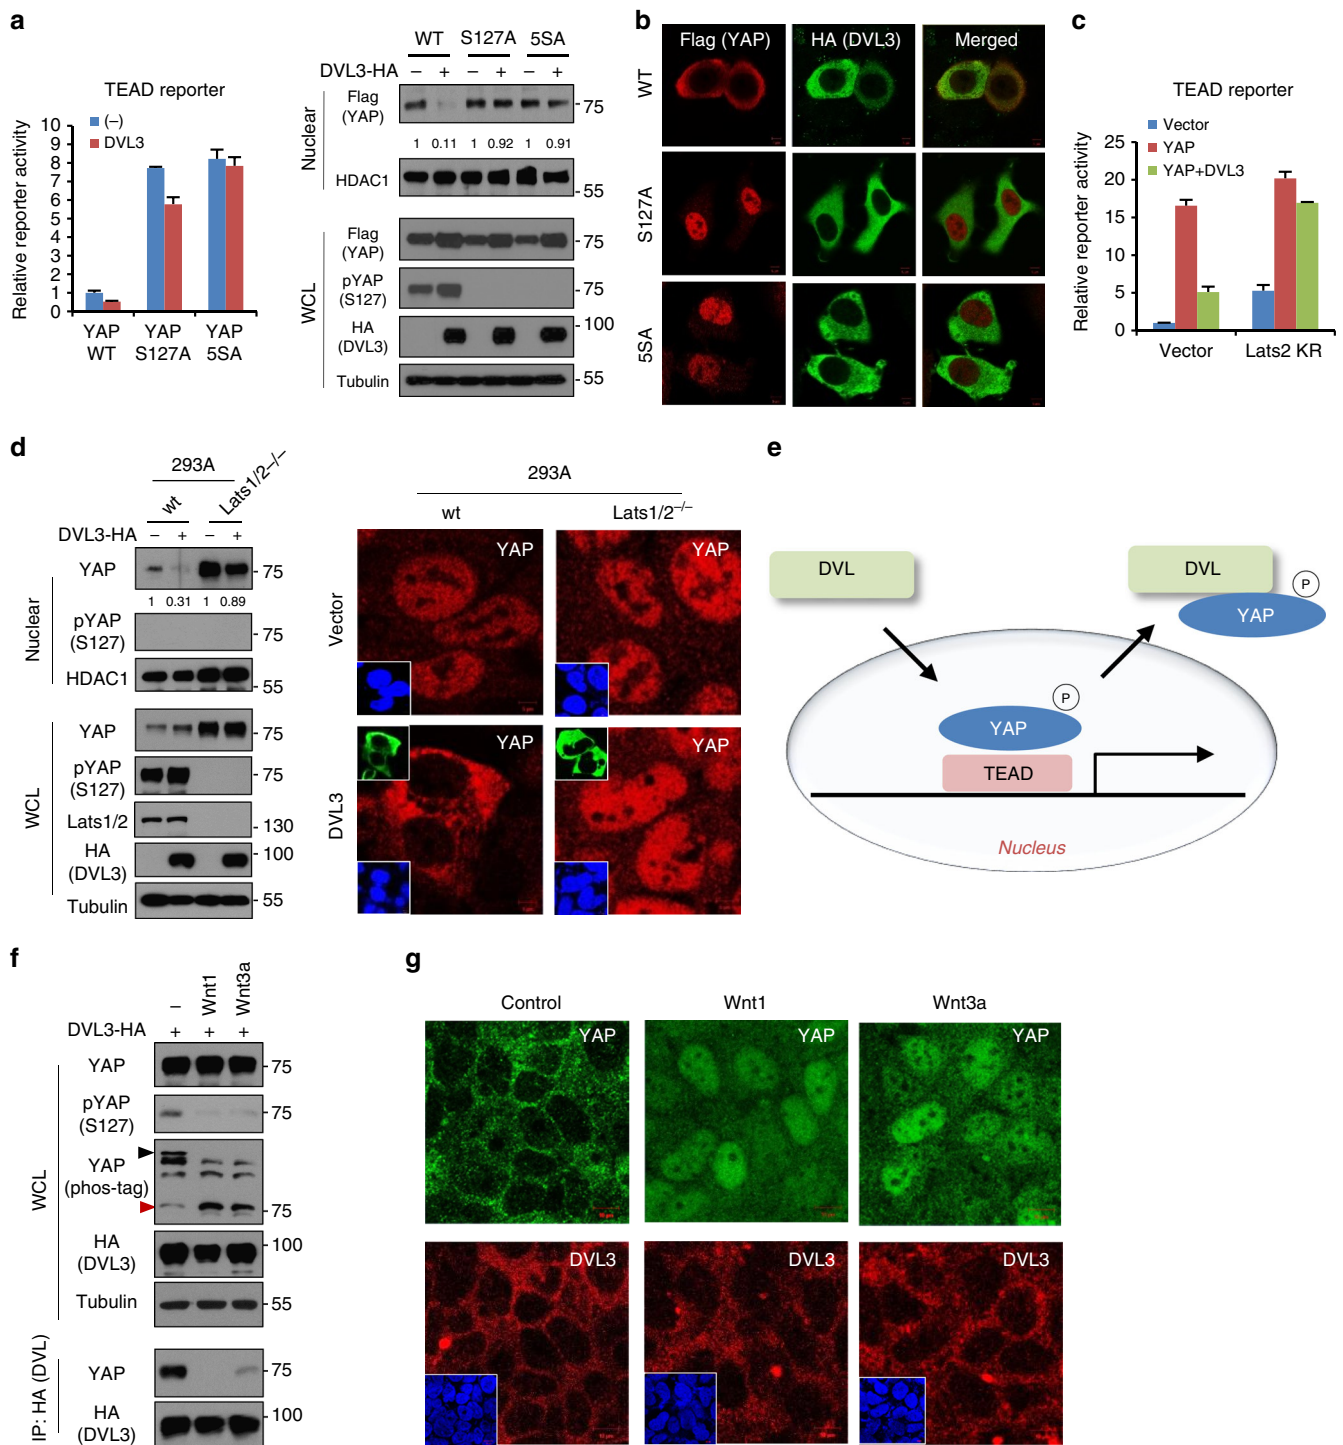 a
TEAD reporter
(–)
DVL3
Relative reporter activity
10
9
8
7
6
5
4
3
2
1
0
YAP WT
YAP S127A
YAP 5SA
WT S127A 5SA
DVL3-HA – + – + – +
Nuclear
Flag (YAP)
75
1 0.11 1 0.92 1 0.91
HDAC1
55
WCL
Flag (YAP)
75
pYAP (S127)
75
HA (DVL3)
100
Tubulin
55
b
Flag (YAP) HA (DVL3) Merged
WT
S127A
5SA
c
TEAD reporter
Vector
YAP
YAP+DVL3
Relative reporter activity
25
20
15
10
5
0
Vector Lats2 KR
d
293A
wt Lats1/2–/–
DVL3-HA – + – +
Nuclear
YAP
75
1 0.31 1 0.89
pYAP (S127)
75
HDAC1
55
WCL
YAP
75
pYAP (S127)
75
Lats1/2
130
HA (DVL3)
100
Tubulin
55
293A
wt Lats1/2–/–
Vector
YAP YAP
DVL3
YAP YAP
e
DVL
DVL
P
YAP
P
YAP
TEAD
Nucleus
f
– Wnt1 Wnt3a
DVL3-HA + + +
WCL
YAP
75
pYAP (S127)
75
YAP (phos-tag)
75
HA (DVL3)
100
Tubulin
55
IP: HA (DVL)
YAP
75
HA (DVL3)
100
g
Control Wnt1 Wnt3a
YAP YAP YAP
DVL3 DVL3 DVL3